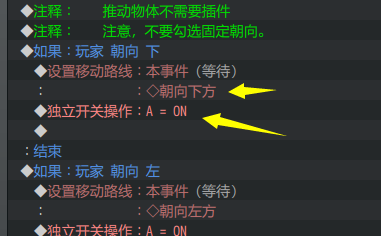 ◆注释：　推动物体不需要插件
◆注释：　注意，不要勾选固定朝向。
◆如果：玩家 朝向 下
◆设置移动路线：本事件（等待）
：　　　　　　：◇朝向下方
◆独立开关操作：A = ON
◆
：结束
◆如果：玩家 朝向 左
◆设置移动路线：本事件（等待）
：　　　　　　：◇朝向左方
◆独立开关操作：A = ON